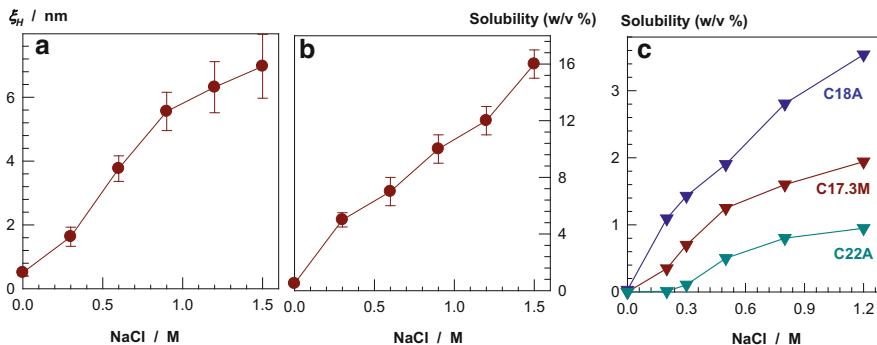 ξH / nm
a
6
4
2
0
0.0 0.5 1.0 1.5
NaCl / M
Solubility (w/v %)
b
16
12
8
4
0
0.0 0.5 1.0 1.5
NaCl / M
Solubility (w/v %)
c
3
2
1
0
C18A
C17.3M
C22A
0.0 0.3 0.6 0.9 1.2
NaCl / M